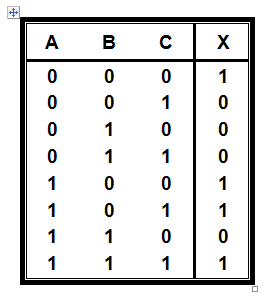 A B C X
0 0 0 1
0 0 1 0
0 1 0 0
0 1 1 0
1 0 0 1
1 0 1 1
1 1 0 0
1 1 1 1